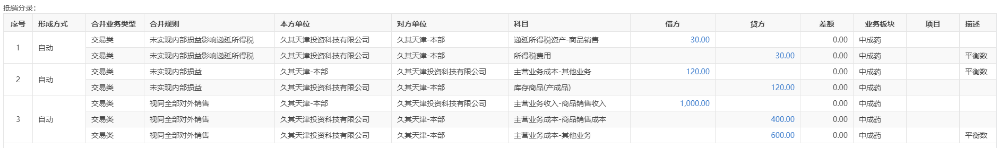 抵销分录：
序号 形成方式 合并业务类型 合并规则 本方单位 对方单位 科目 借方 贷方 差额 业务板块 项目 描述
1 自动 交易类 未实现内部损益影响递延所得税 久其天津投资科技有限公司 久其天津-本部 递延所得税资产-商品销售 30.00 0.00 中成药
交易类 未实现内部损益影响递延所得税 久其天津投资科技有限公司 久其天津-本部 所得税费用 30.00 0.00 中成药 平衡数
2 自动 交易类 未实现内部损益 久其天津-本部 久其天津投资科技有限公司 主营业务成本-其他业务 120.00 0.00 中成药 平衡数
交易类 未实现内部损益 久其天津投资科技有限公司 久其天津-本部 库存商品(产成品) 120.00 0.00 中成药
3 自动 交易类 视同全部对外销售 久其天津-本部 久其天津投资科技有限公司 主营业务收入-商品销售收入 1,000.00 0.00 中成药
交易类 视同全部对外销售 久其天津投资科技有限公司 久其天津-本部 主营业务成本-商品销售成本 400.00 0.00 中成药
交易类 视同全部对外销售 久其天津投资科技有限公司 久其天津-本部 主营业务成本-其他业务 600.00 0.00 中成药 平衡数